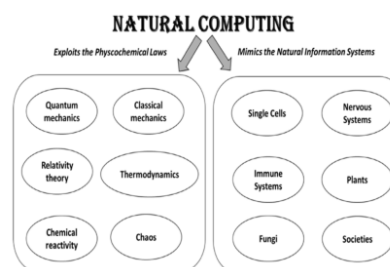 NATURAL COMPUTING
Exploits the Physcochemical Laws
Mimics the Natural Information Systems
Quantum
mechanics
Classical
mechanics
Relativity
theory
Thermodynamics
Chemical
reactivity
Chaos
Single Cells
Nervous
Systems
Immune
Systems
Plants
Fungi
Societies